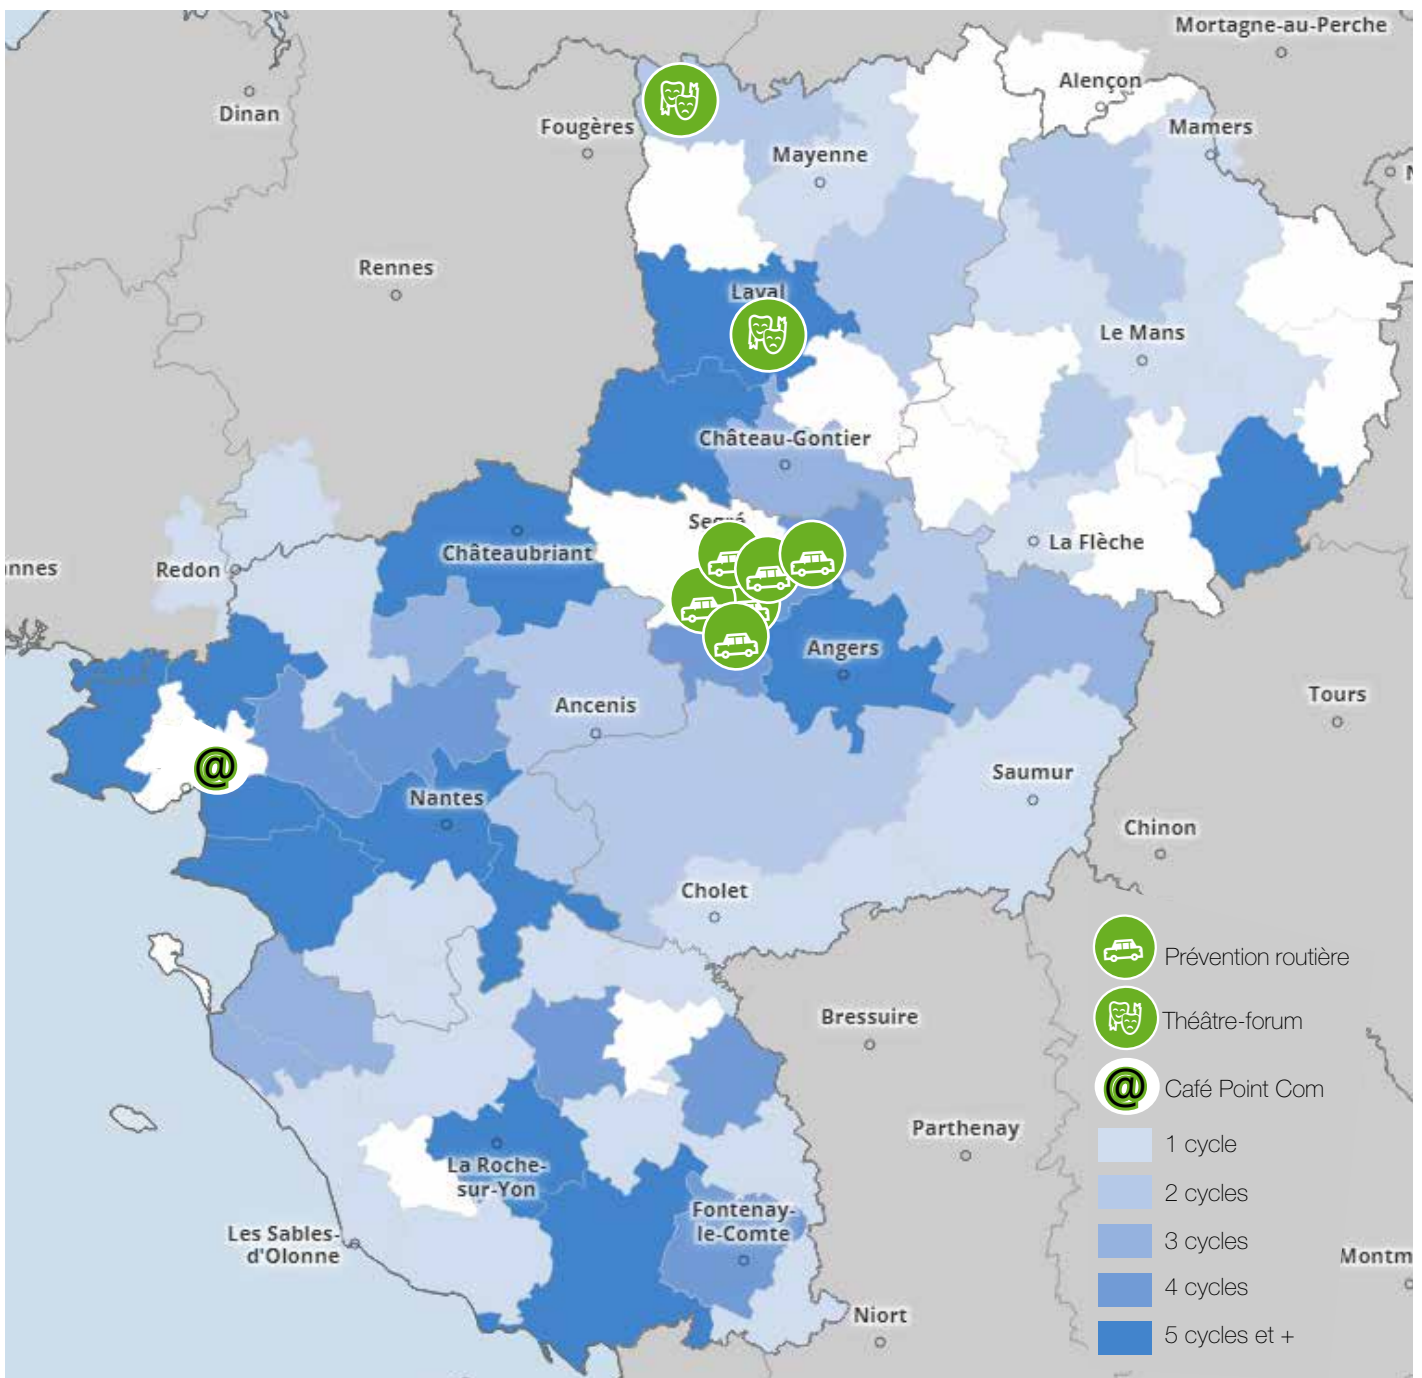 Mortagne-au-Perche
Alençon
Dinan
Fougères
Mamers
Mayenne
N
Rennes
Laval
Le Mans
Château-Gontier
Segré
Châteaubriant
La Flèche
annes
Redon
Angers
Tours
Ancenis
@
Saumur
Nantes
Chinon
Cholet
Bressuire
Parthenay
La Roche-
sur-Yon
Fontenay-
le-Comte
Les Sables-
d'Olonne
Niort
Montm
Prévention routière
Théâtre-forum
@ Café Point Com
1 cycle
2 cycles
3 cycles
4 cycles
5 cycles et +